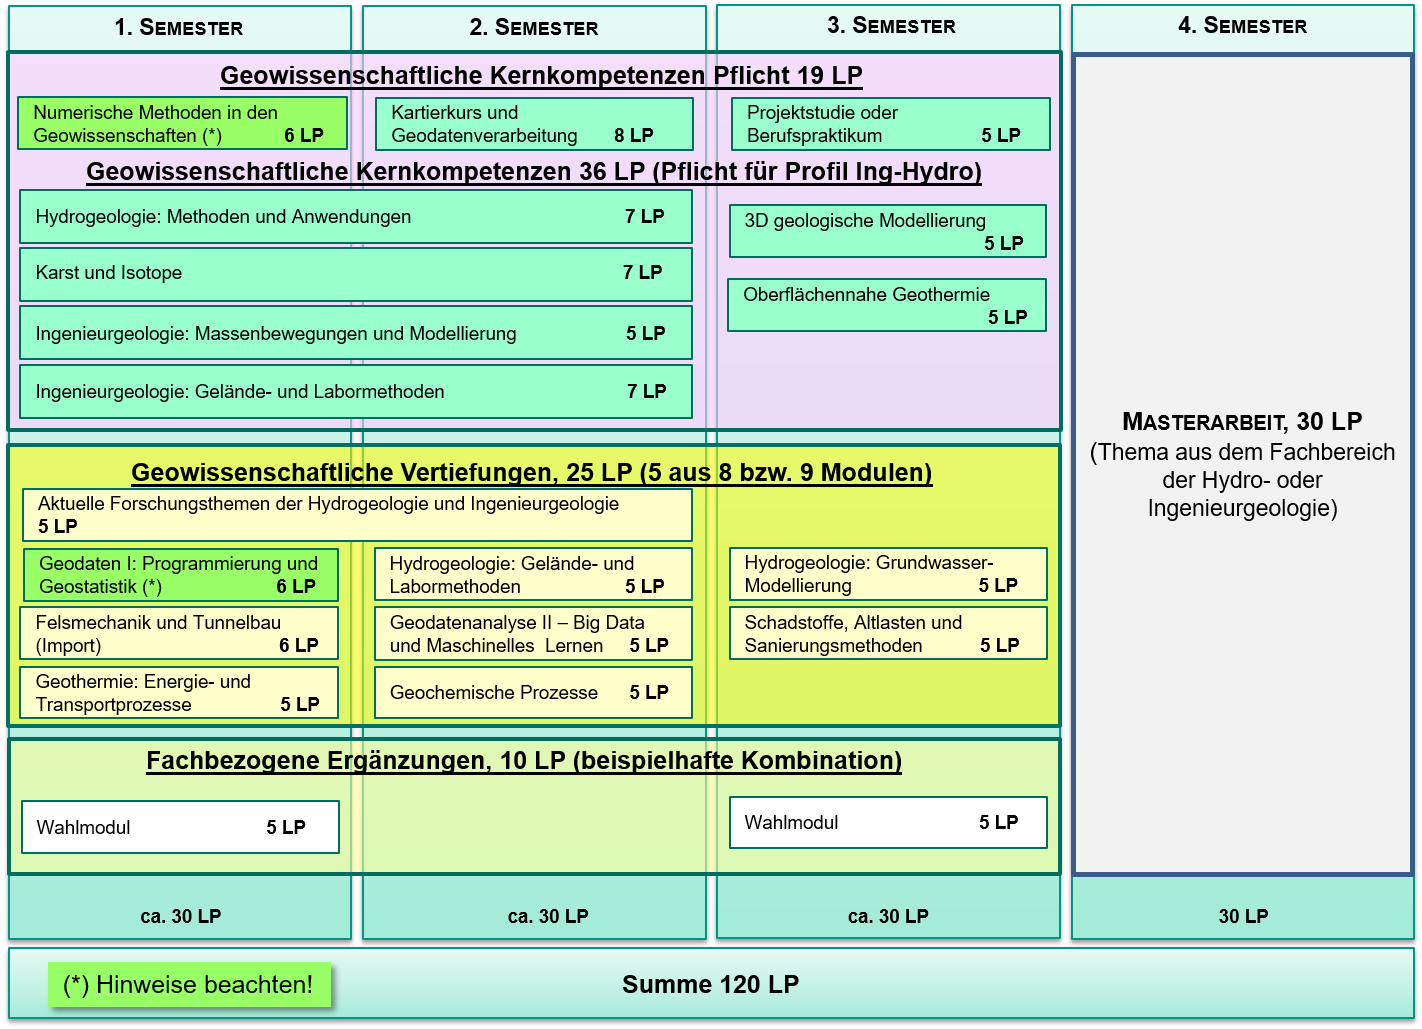 1. SEMESTER
2. SEMESTER
3. SEMESTER
4. SEMESTER
Geowissenschaftliche Kernkompetenzen Pflicht 19 LP
Numerische Methoden in den
Geowissenschaften (*) 6 LP
Kartierkurs und
Geodatenverarbeitung 8 LP
Projektstudie oder
Berufspraktikum 5 LP
Geowissenschaftliche Kernkompetenzen 36 LP (Pflicht für Profil Ing-Hydro)
Hydrogeologie: Methoden und Anwendungen 7 LP
Karst und Isotope 7 LP
Ingenieurgeologie: Massenbewegungen und Modellierung 5 LP
Ingenieurgeologie: Gelände- und Labormethoden 7 LP
3D geologische Modellierung
5 LP
Oberflächennahe Geothermie
5 LP
Geowissenschaftliche Vertiefungen, 25 LP (5 aus 8 bzw. 9 Modulen)
Aktuelle Forschungsthemen der Hydrogeologie und Ingenieurgeologie
5 LP
Geodaten I: Programmierung und
Geostatistik (*) 6 LP
Hydrogeologie: Gelände- und
Labormethoden 5 LP
Hydrogeologie: Grundwasser-
Modellierung 5 LP
Felsmechanik und Tunnelbau
(Import) 6 LP
Geodatenanalyse II – Big Data
und Maschinelles Lernen 5 LP
Schadstoffe, Altlasten und
Sanierungsmethoden 5 LP
Geothermie: Energie- und
Transportprozesse 5 LP
Geochemische Prozesse 5 LP
Fachbezogene Ergänzungen, 10 LP (beispielhafte Kombination)
Wahlmodul 5 LP
Wahlmodul 5 LP
MASTERARBEIT, 30 LP
(Thema aus dem Fachbereich
der Hydro- oder
Ingenieurgeologie)
ca. 30 LP
ca. 30 LP
ca. 30 LP
30 LP
(*) Hinweise beachten!
Summe 120 LP